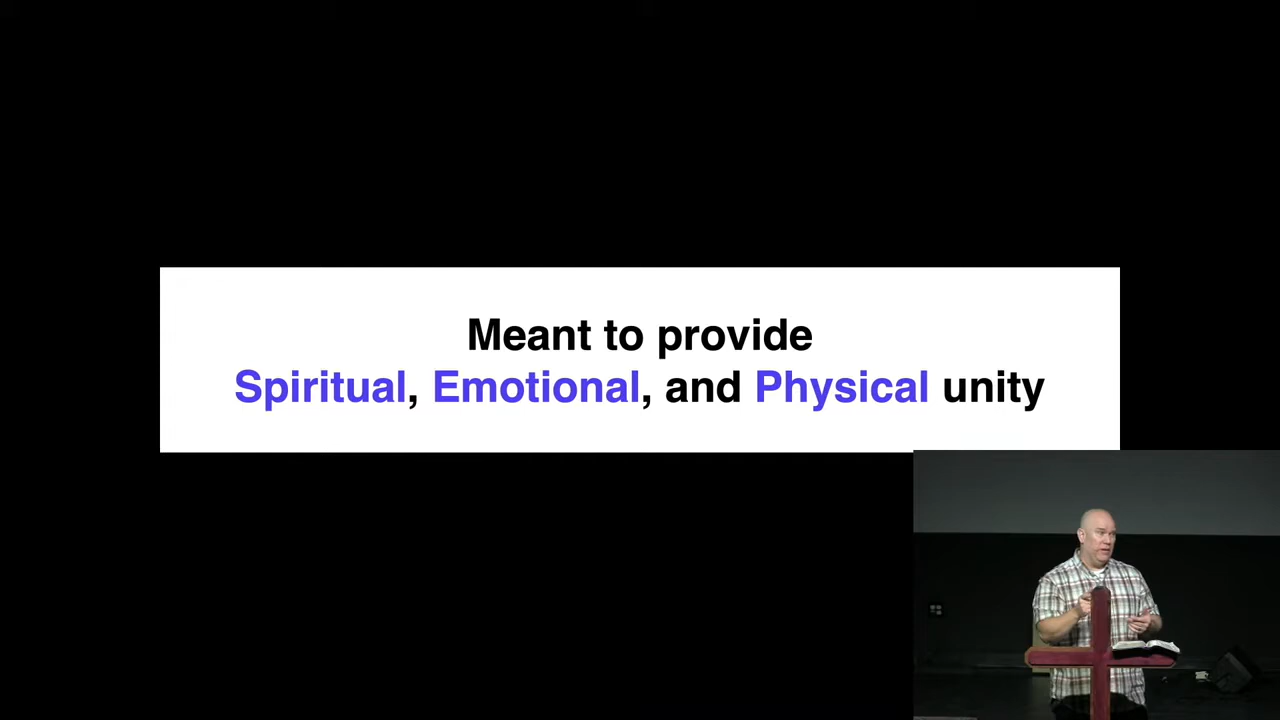 Meant to provide
Spiritual, Emotional, and Physical unity